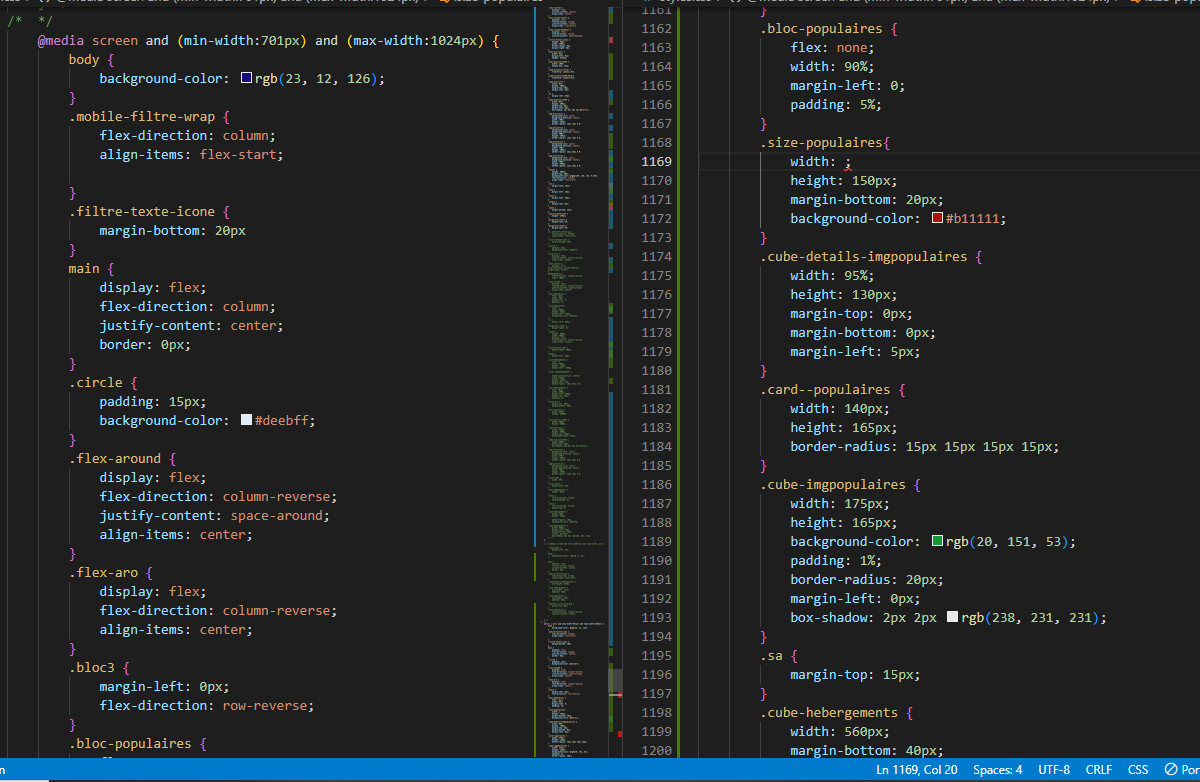 /*  */
@media screen and (min-width:701px) and (max-width:1024px) {
body {
background-color: rgb(23, 12, 126);
}
.mobile-filtre-wrap {
flex-direction: column;
align-items: flex-start;
}
.filtre-texte-icone {
margin-bottom: 20px
}
main {
display: flex;
flex-direction: column;
justify-content: center;
border: 0px;
}
.circle {
padding: 15px;
background-color: #deebff;
}
.flex-around {
display: flex;
flex-direction: column-reverse;
justify-content: space-around;
align-items: center;
}
.flex-aro {
display: flex;
flex-direction: column-reverse;
align-items: center;
}
.bloc3 {
margin-left: 0px;
flex-direction: row-reverse;
}
.bloc-populaires {
1161 }
1162 .bloc-populaires {
1163 flex: none;
1164 width: 90%;
1165 margin-left: 0;
1166 padding: 5%;
1167 }
1168 .size-populaires{
1169 width: ;
1170 height: 150px;
1171 margin-bottom: 20px;
1172 background-color: #b11111;
1173 }
1174 .cube-details-imgpopulaires {
1175 width: 95%;
1176 height: 130px;
1177 margin-top: 0px;
1178 margin-bottom: 0px;
1179 margin-left: 5px;
1180 }
1181 .card--populaires {
1182 width: 140px;
1183 height: 165px;
1184 border-radius: 15px 15px 15px 15px;
1185 }
1186 .cube-imgpopulaires {
1187 width: 175px;
1188 height: 165px;
1189 background-color: rgb(20, 151, 53);
1190 padding: 1%;
1191 border-radius: 20px;
1192 margin-left: 0px;
1193 box-shadow: 2px 2px rgb(238, 231, 231);
1194 }
1195 .sa {
1196 margin-top: 15px;
1197 }
1198 .cube-hebergements {
1199 width: 560px;
1200 margin-bottom: 40px;
Ln 1169, Col 20 Spaces: 4 UTF-8 CRLF CSS